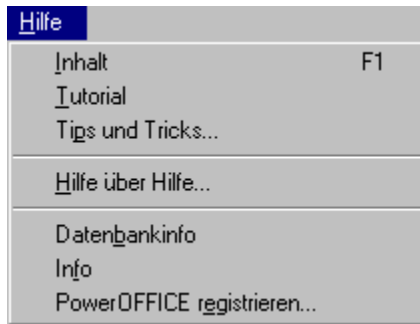 Hilfe
Inhalt F1
Tutorial
Tips und Tricks...
Hilfe über Hilfe...
Datenbankinfo
Info
PowerOFFICE registrieren...